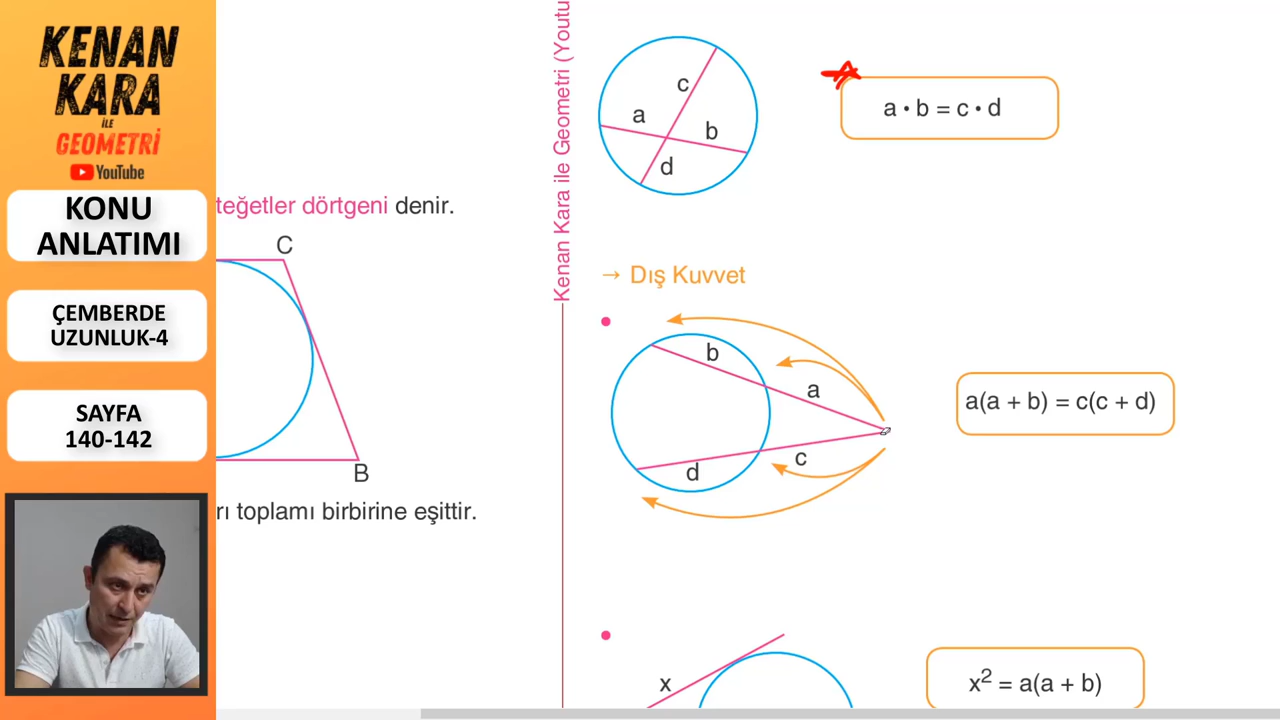 KENAN
KARA
İLE
GEOMETRİ
YouTube
KONU
ANLATIMI
ÇEMBERDE
UZUNLUK-4
SAYFA
140-142
teğetler dörtgeni denir.
C
B
rı toplamı birbirine eşittir.
Kenan Kara ile Geometri (Youtu
c
a
b
d
a • b = c • d
→ Dış Kuvvet
b
a
c
d
a(a + b) = c(c + d)
x
x² = a(a + b)